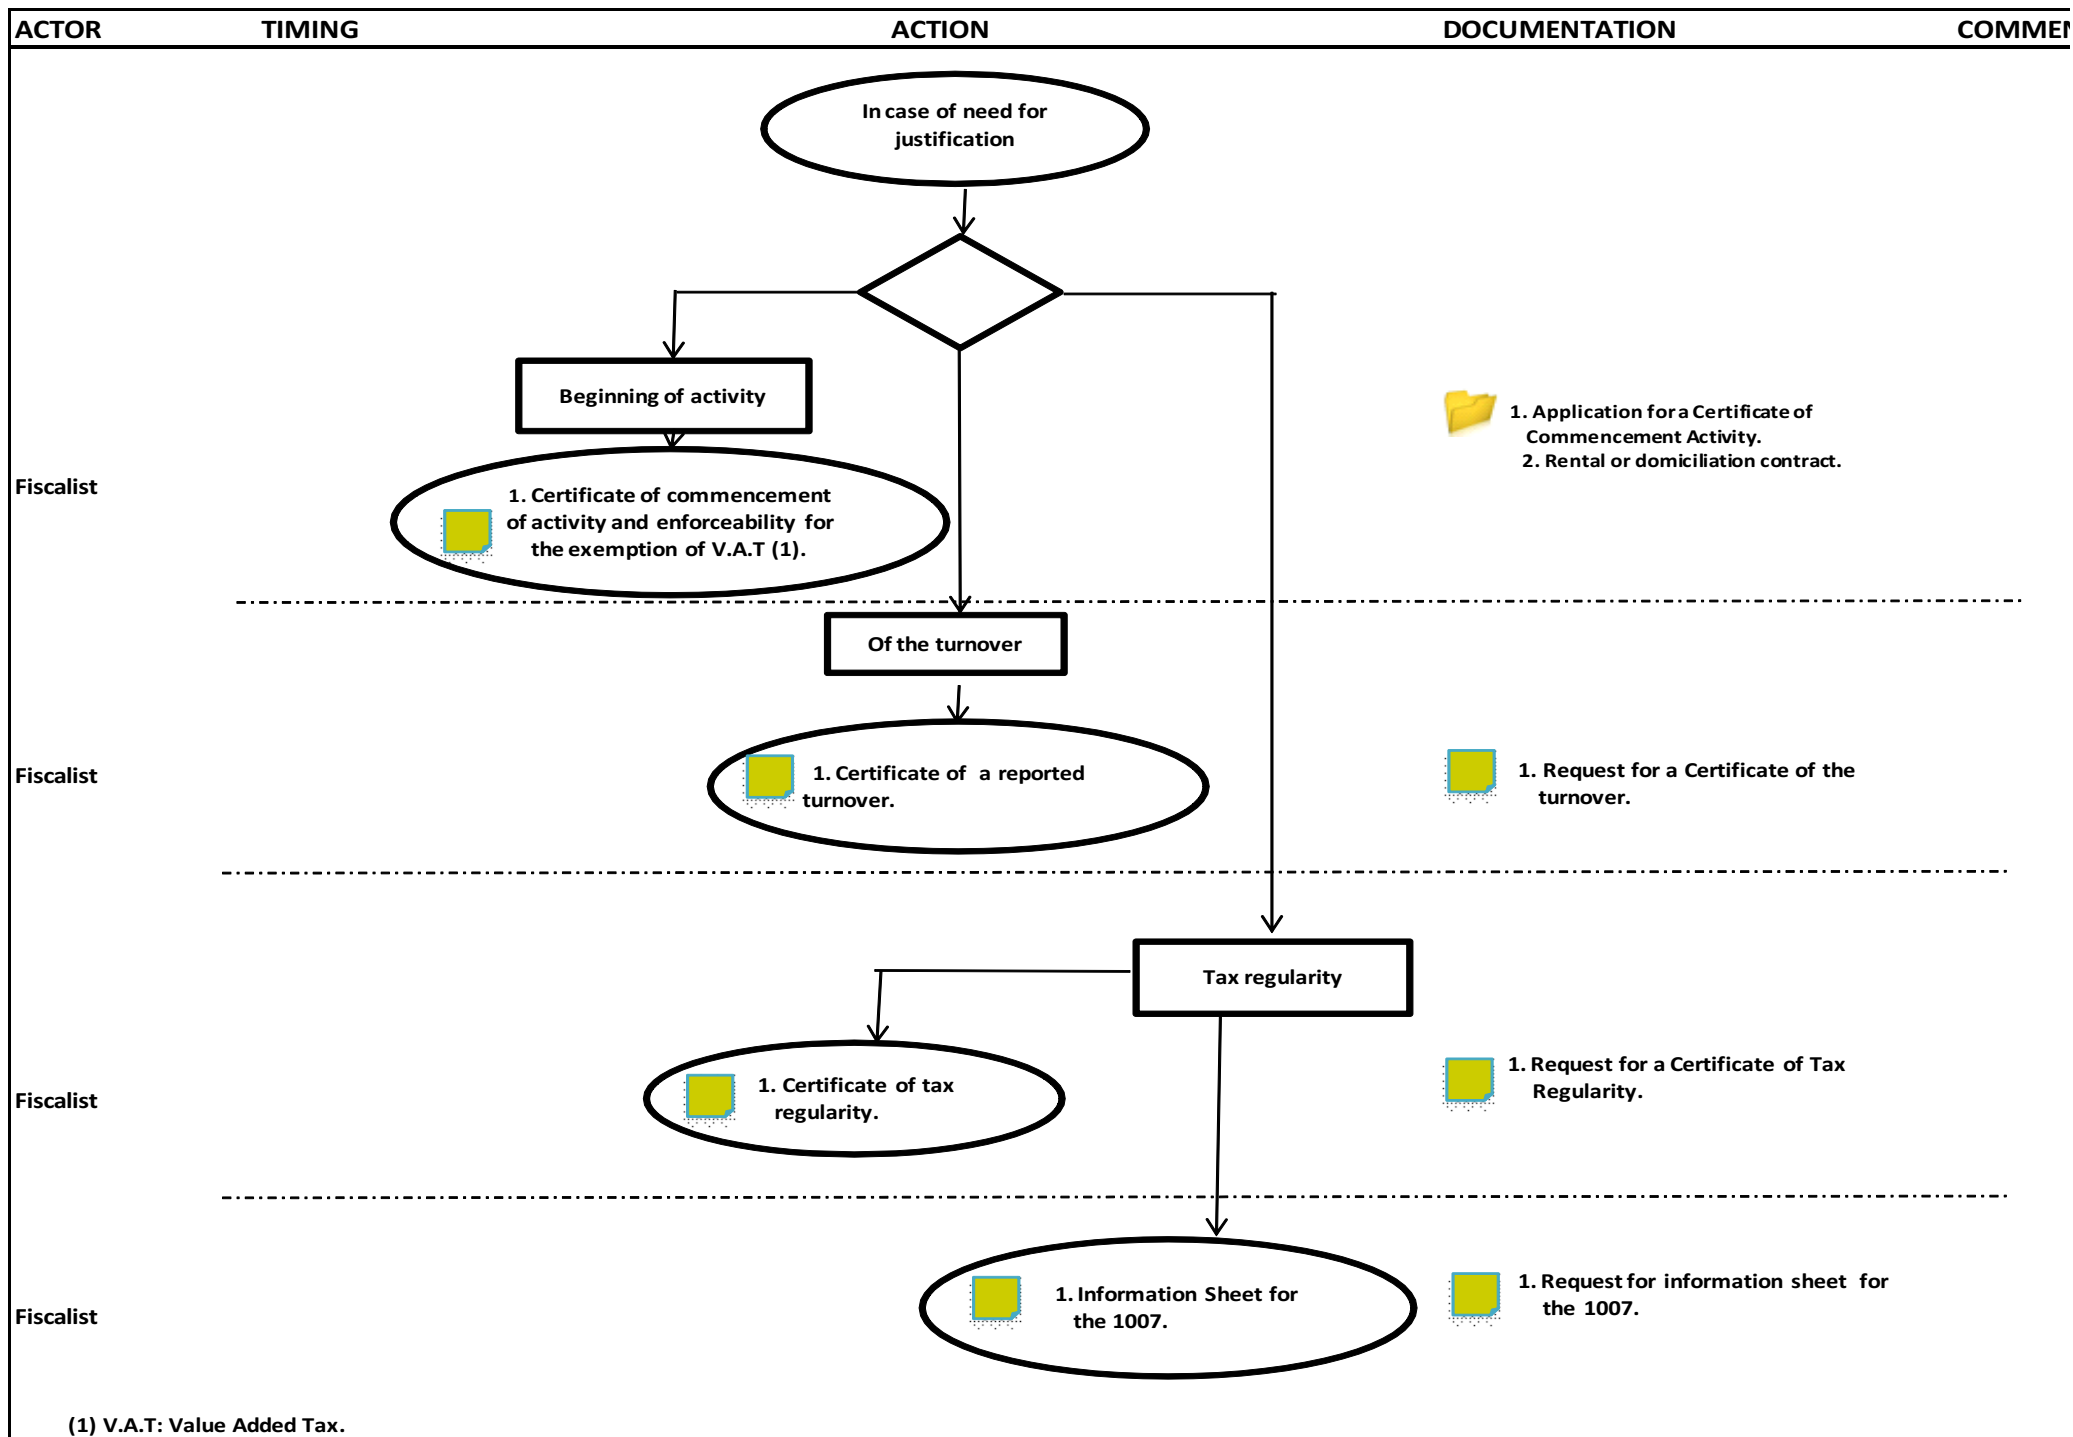 ACTOR TIMING ACTION DOCUMENTATION COMMEN
In case of need for
justification
Beginning of activity
1. Application for a Certificate of
Commencement Activity.
2. Rental or domiciliation contract.
Fiscalist
1. Certificate of commencement
of activity and enforceability for
the exemption of V.A.T (1).
Of the turnover
Fiscalist
1. Certificate of a reported
turnover.
1. Request for a Certificate of the
turnover.
Tax regularity
Fiscalist
1. Certificate of tax
regularity.
1. Request for a Certificate of Tax
Regularity.
Fiscalist
1. Information Sheet for
the 1007.
1. Request for information sheet for
the 1007.
(1) V.A.T: Value Added Tax.